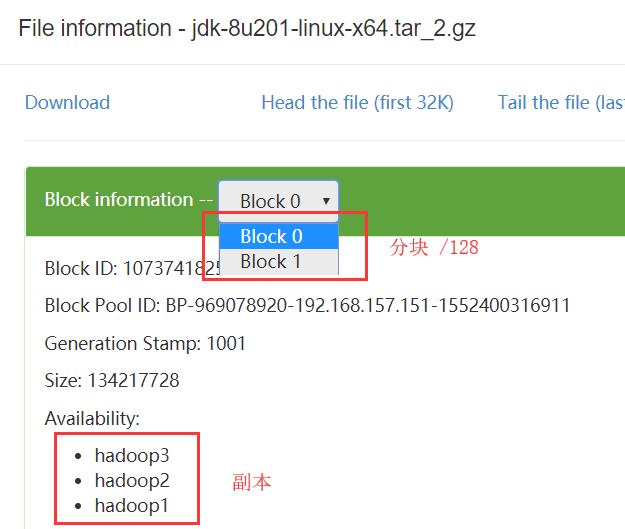 File information - jdk-8u201-linux-x64.tar_2.gz
Download Head the file (first 32K) Tail the file (las
Block information -- Block 0
Block 0
分块 /128
Block 1
Block ID: 1073741825
Block Pool ID: BP-969078920-192.168.157.151-1552400316911
Generation Stamp: 1001
Size: 134217728
Availability:
hadoop3
hadoop2
副本
hadoop1